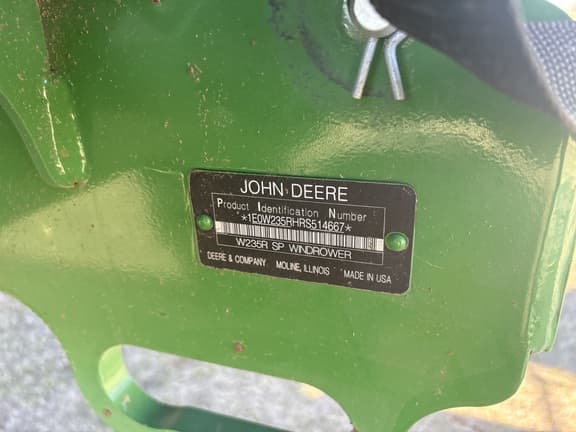 JOHN DEERE
Product Identification Number
*1E0W235RHRS514667*
W235R SP WINDROWER
DEERE & COMPANY MOLINE, ILLINOIS MADE IN USA